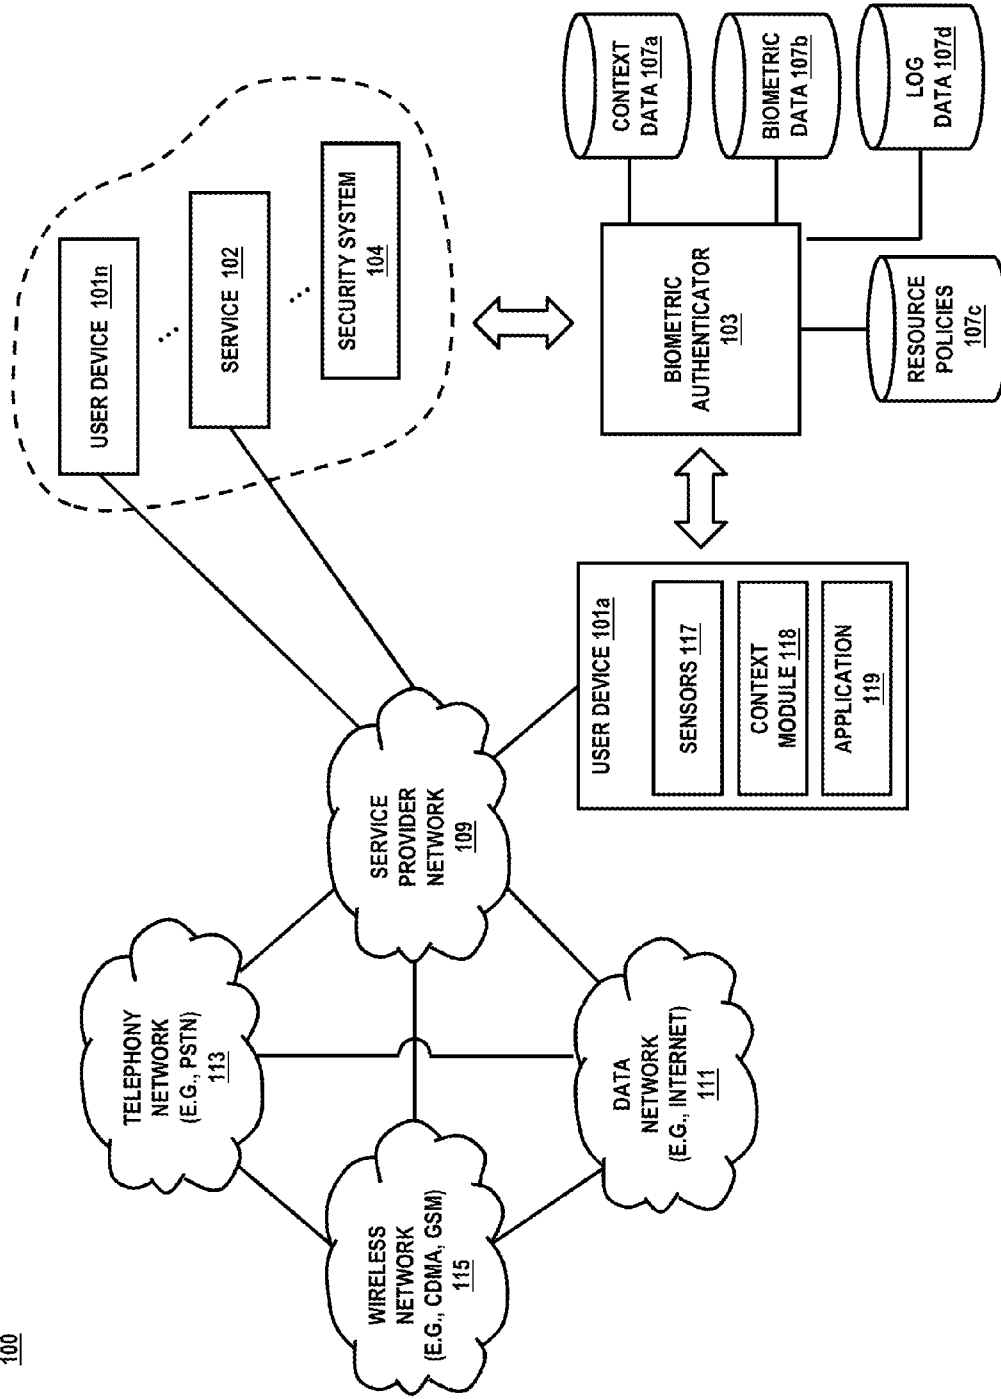 100
TELEPHONY
NETWORK
(E.G., PSTN)
113
WIRELESS
NETWORK
(E.G., CDMA, GSM)
115
DATA
NETWORK
(E.G., INTERNET)
111
SERVICE
PROVIDER
NETWORK
109
USER DEVICE 101n
...
SERVICE 102
...
SECURITY SYSTEM
104
USER DEVICE 101a
SENSORS 117
CONTEXT
MODULE 118
APPLICATION
119
BIOMETRIC
AUTHENTICATOR
103
CONTEXT
DATA 107a
BIOMETRIC
DATA 107b
LOG
DATA 107d
RESOURCE
POLICIES
107c